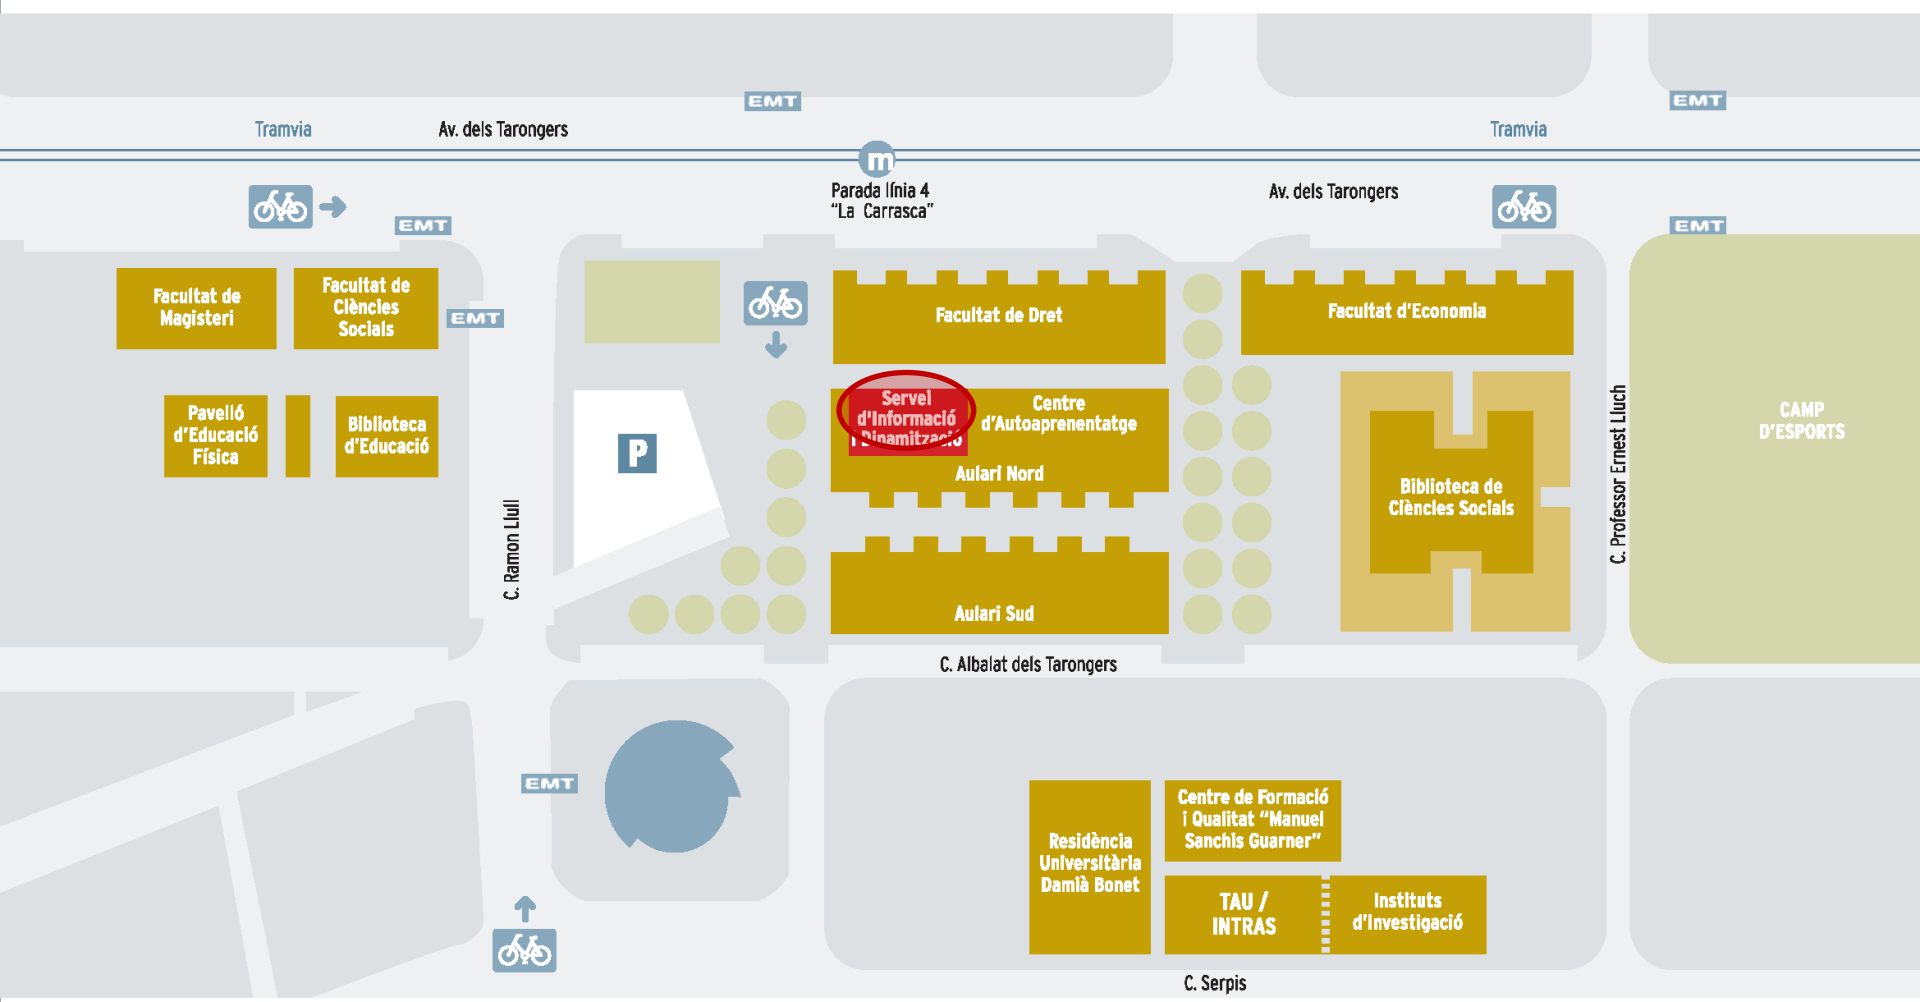 EMT
EMT
Tramvia
Av. dels Tarongers
Tramvia
m
Parada línia 4
“La Carrasca”
Av. dels Tarongers
EMT
EMT
Facultat de
Magisteri
Facultat de
Ciències
Socials
EMT
Facultat de Dret
Facultat d'Economia
Servei
d'Informació
i Dinamització
Centre
d'Autoaprenentatge
Aulari Nord
Pavelló
d'Educació
Física
Biblioteca
d'Educació
P
C. Ramon Llull
Biblioteca de
Ciències Socials
C. Professor Ernest Lluch
CAMP
D'ESPORTS
Aulari Sud
C. Albalat dels Tarongers
EMT
Residència
Universitària
Damià Bonet
Centre de Formació
i Qualitat “Manuel
Sanchis Guarner”
TAU /
INTRAS
Instituts
d'Investigació
C. Serpis